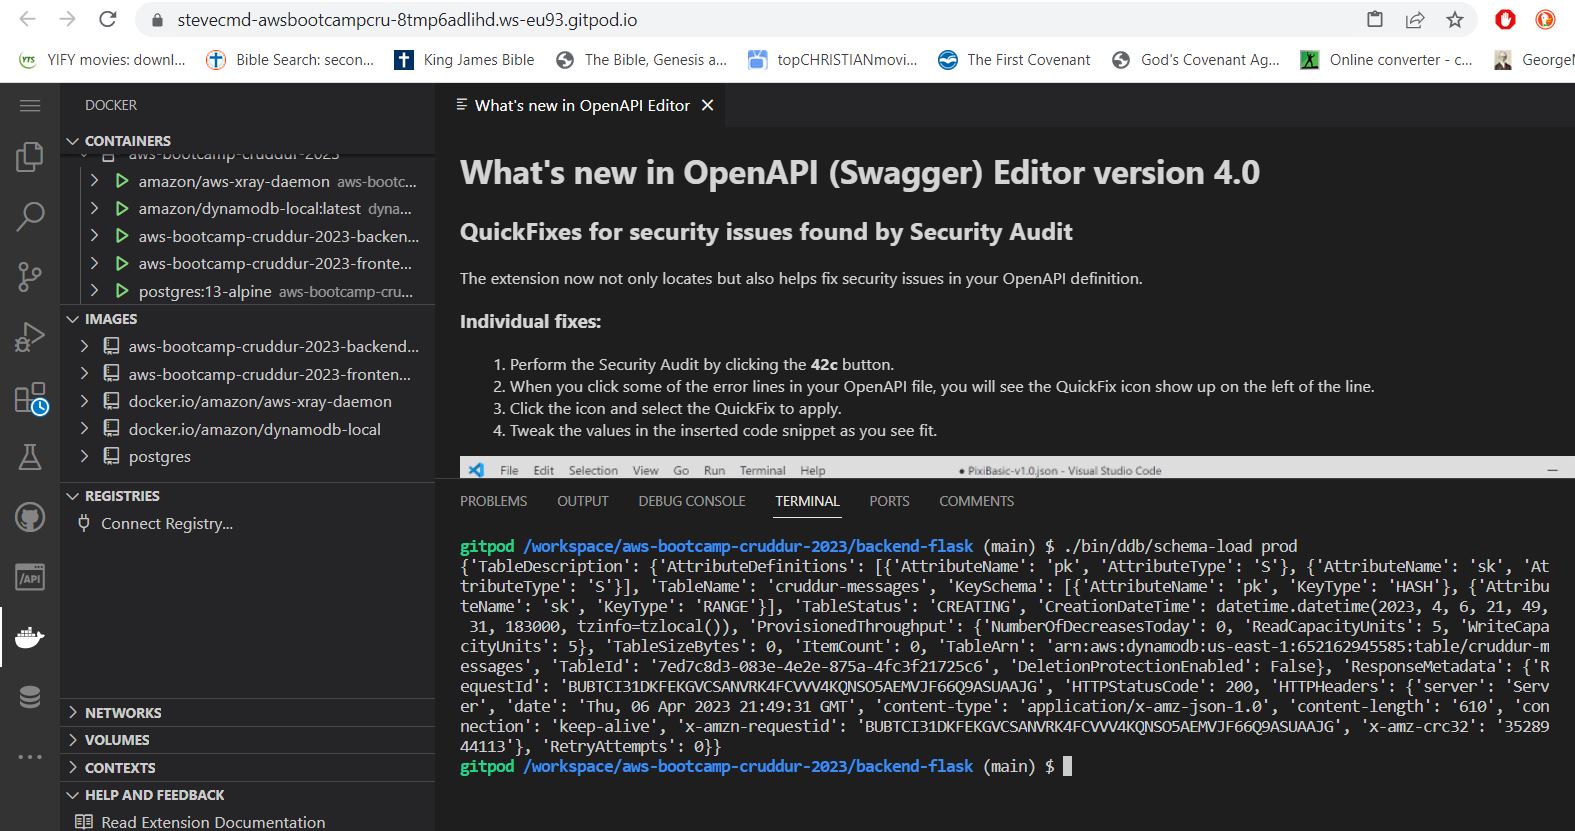 stevecmd-awsbootcampcru-8tmp6adlihd.ws-eu93.gitpod.io
YTS YIFY movies: downl... Bible Search: secon... King James Bible The Bible, Genesis a... topCHRISTIANmovi... The First Covenant God's Covenant Ag... Online converter - c... George
DOCKER
CONTAINERS
aws-bootcamp-cruddur-2023
amazon/aws-xray-daemon aws-bootc...
amazon/dynamodb-local:latest dyna...
aws-bootcamp-cruddur-2023-backen...
aws-bootcamp-cruddur-2023-fronte...
postgres:13-alpine aws-bootcamp-cru...
IMAGES
aws-bootcamp-cruddur-2023-backend...
aws-bootcamp-cruddur-2023-fronten...
docker.io/amazon/aws-xray-daemon
docker.io/amazon/dynamodb-local
postgres
REGISTRIES
Connect Registry...
NETWORKS
VOLUMES
CONTEXTS
HELP AND FEEDBACK
Read Extension Documentation
/API
What's new in OpenAPI Editor
What's new in OpenAPI (Swagger) Editor version 4.0
QuickFixes for security issues found by Security Audit
The extension now not only locates but also helps fix security issues in your OpenAPI definition.
Individual fixes:
1. Perform the Security Audit by clicking the 42c button.
2. When you click some of the error lines in your OpenAPI file, you will see the QuickFix icon show up on the left of the line.
3. Click the icon and select the QuickFix to apply.
4. Tweak the values in the inserted code snippet as you see fit.
File Edit Selection View Go Run Terminal Help ● PixiBasic-v1.0.json - Visual Studio Code
PROBLEMS OUTPUT DEBUG CONSOLE TERMINAL PORTS COMMENTS
gitpod /workspace/aws-bootcamp-cruddur-2023/backend-flask (main) $ ./bin/ddb/schema-load prod
{'TableDescription': {'AttributeDefinitions': [{'AttributeName': 'pk', 'AttributeType': 'S'}, {'AttributeName': 'sk', 'At
tributeType': 'S'}], 'TableName': 'cruddur-messages', 'KeySchema': [{'AttributeName': 'pk', 'KeyType': 'HASH'}, {'Attribu
teName': 'sk', 'KeyType': 'RANGE'}], 'TableStatus': 'CREATING', 'CreationDateTime': datetime.datetime(2023, 4, 6, 21, 49,
31, 183000, tzinfo=tzlocal()), 'ProvisionedThroughput': {'NumberOfDecreasesToday': 0, 'ReadCapacityUnits': 5, 'WriteCapa
cityUnits': 5}, 'TableSizeBytes': 0, 'ItemCount': 0, 'TableArn': 'arn:aws:dynamodb:us-east-1:652162945585:table/cruddur-m
essages', 'TableId': '7ed7c8d3-083e-4e2e-875a-4fc3f21725c6', 'DeletionProtectionEnabled': False}, 'ResponseMetadata': {'R
equestId': 'BUBTCI31DKFEKGVCSANVRK4FCVVV4KQNSO5AEMVJF66Q9ASUAAJG', 'HTTPStatusCode': 200, 'HTTPHeaders': {'server': 'Serv
er', 'date': 'Thu, 06 Apr 2023 21:49:31 GMT', 'content-type': 'application/x-amz-json-1.0', 'content-length': '610', 'con
nection': 'keep-alive', 'x-amzn-requestid': 'BUBTCI31DKFEKGVCSANVRK4FCVVV4KQNSO5AEMVJF66Q9ASUAAJG', 'x-amz-crc32': '35289
44113'}, 'RetryAttempts': 0}}
gitpod /workspace/aws-bootcamp-cruddur-2023/backend-flask (main) $